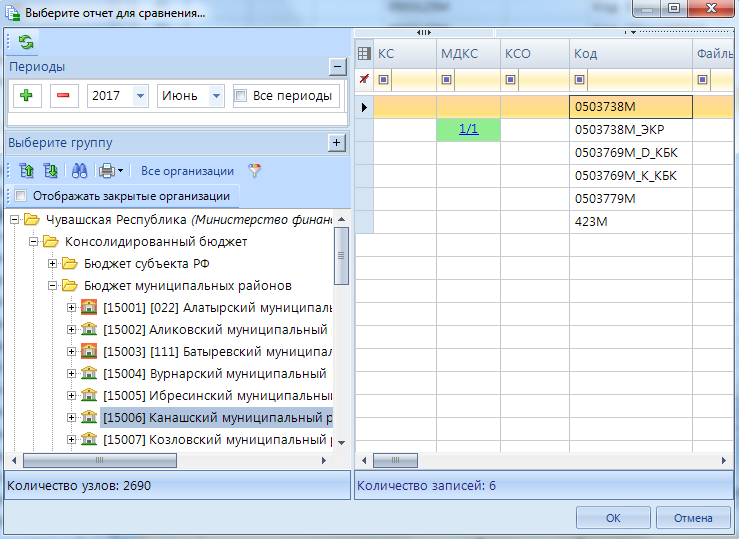 Выберите отчет для сравнения...
Периоды
2017 Июнь Все периоды
Выберите группу
Все организации
Отображать закрытые организации
Чувашская Республика (Министерство финан
Консолидированный бюджет
Бюджет субъекта РФ
Бюджет муниципальных районов
[15001] [022] Алатырский муниципаль
[15002] Аликовский муниципальный
[15003] [111] Батыревский муниципал
[15004] Вурнарский муниципальный
[15005] Ибресинский муниципальны
[15006] Канашский муниципальный р
[15007] Козловский муниципальный
Количество узлов: 2690
КС МДКС КСО Код Файлы
0503738М
1/1 0503738М_ЭКР
0503769М_D_КБК
0503769М_К_КБК
0503779М
423М
Количество записей: 6
ОК Отмена